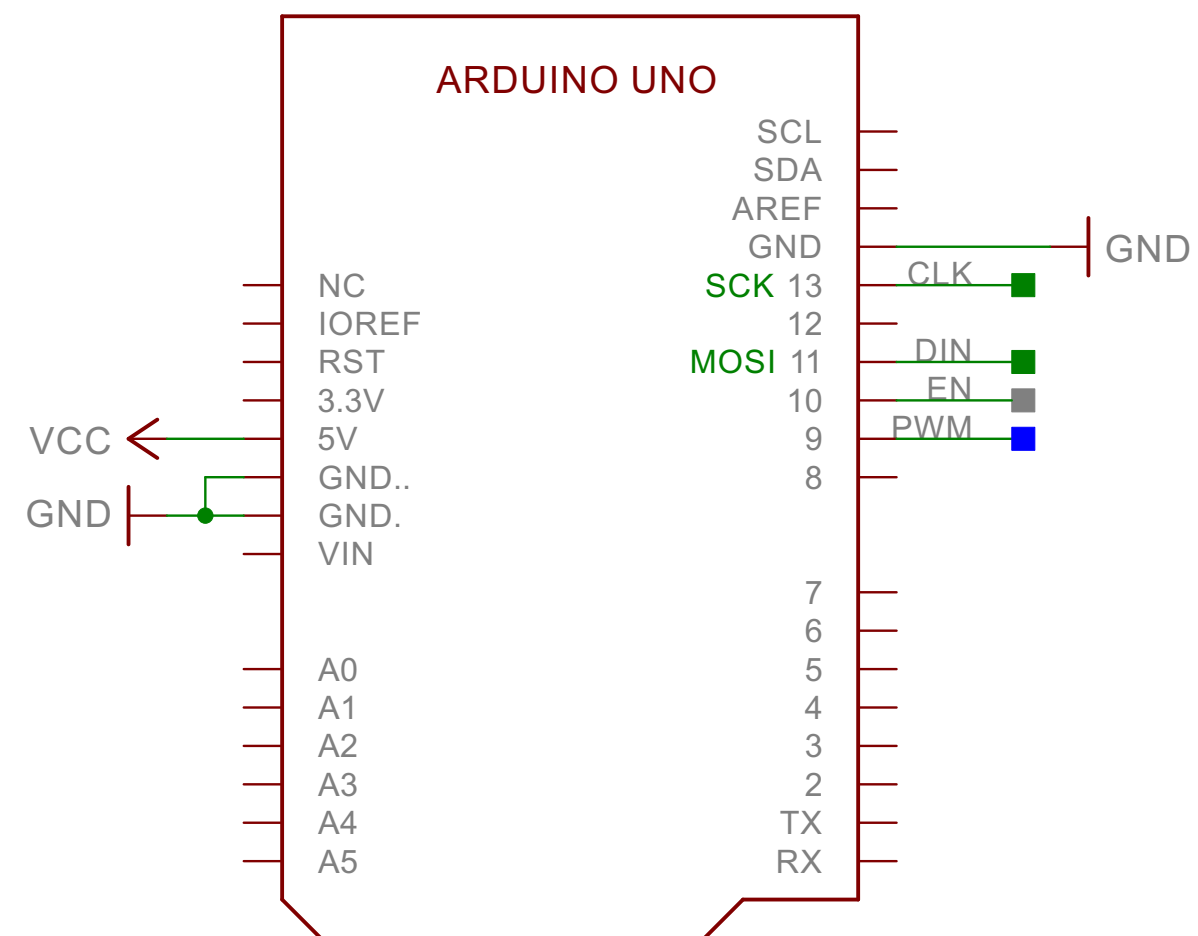 ARDUINO UNO
SCL
SDA
AREF
GND GND
NC SCK 13 CLK
IOREF 12
RST MOSI 11 DIN
3.3V 10 EN
VCC 5V 9 PWM
GND.. 8
GND GND.
VIN
7
6
A0 5
A1 4
A2 3
A3 2
A4 TX
A5 RX